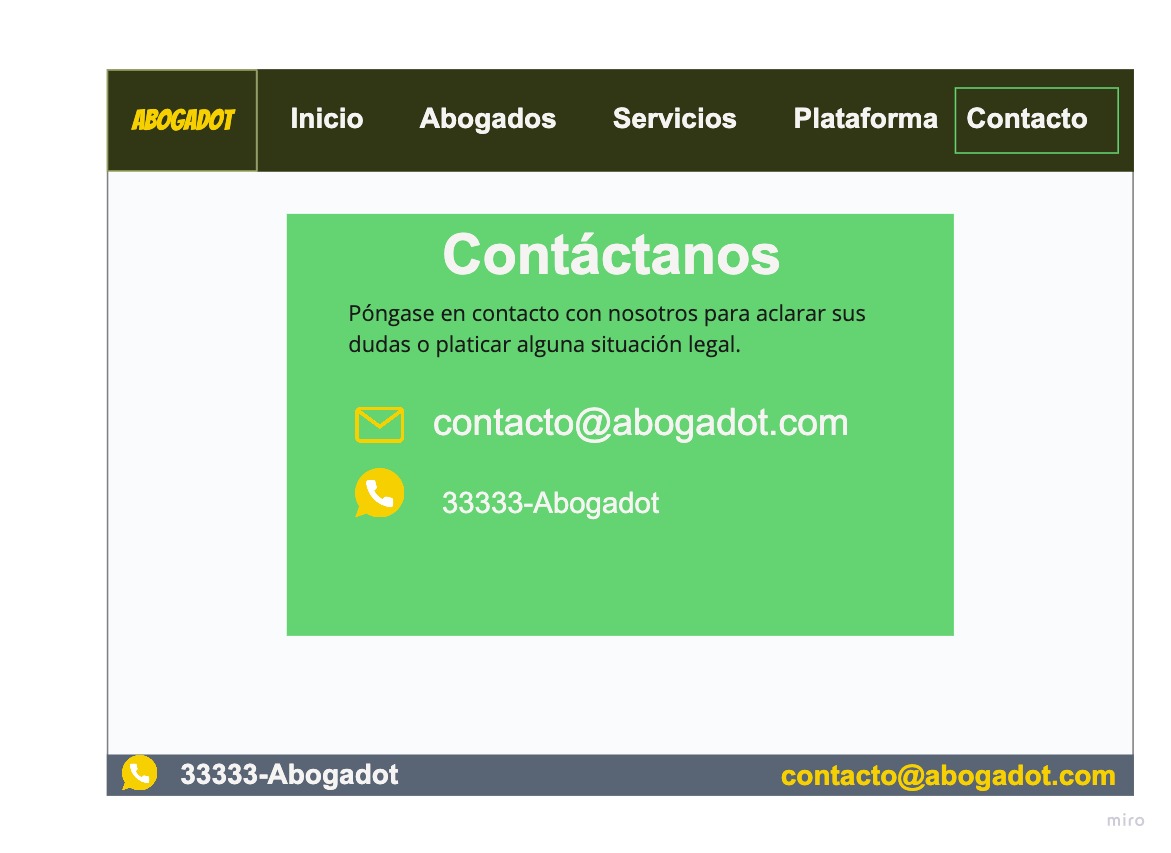 ABOGADOT
Inicio Abogados Servicios Plataforma Contacto
Contáctanos
Póngase en contacto con nosotros para aclarar sus
dudas o platicar alguna situación legal.
contacto@abogadot.com
33333-Abogadot
33333-Abogadot contacto@abogadot.com
miro